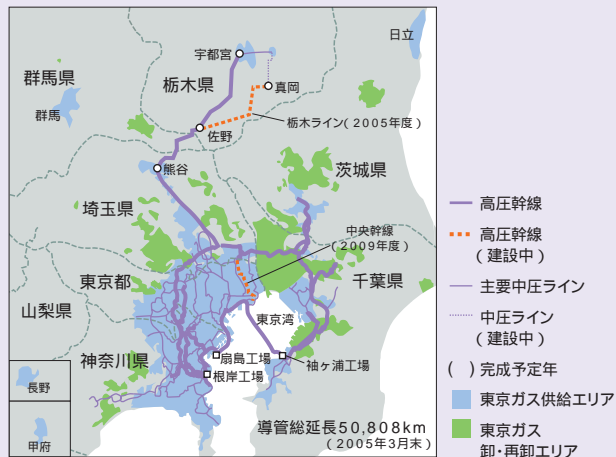 日立
宇都宮
群馬県
栃木県
真岡
群馬
栃木ライン(2005年度)
佐野
茨城県
熊谷
埼玉県
中央幹線
(2009年度)
東京都
千葉県
山梨県
東京湾
神奈川県
扇島工場
袖ヶ浦工場
根岸工場
長野
甲府
導管総延長50,808km
(2005年3月末)
高圧幹線
高圧幹線
(建設中)
主要中圧ライン
中圧ライン
(建設中)
( ) 完成予定年
東京ガス供給エリア
東京ガス
卸・再卸エリア